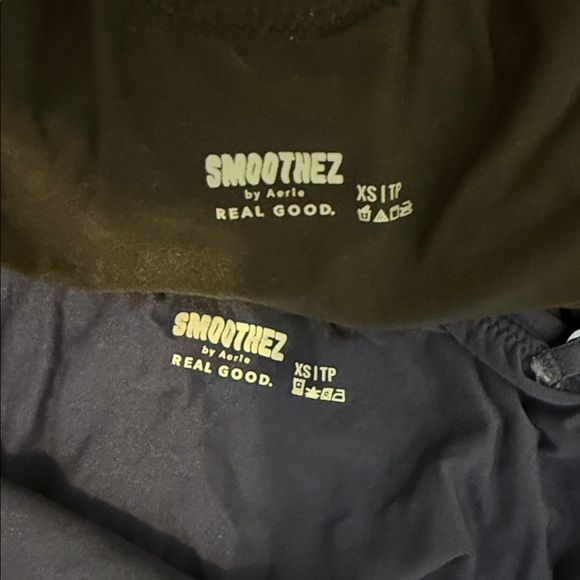 SMOOTHEZ
by Aerie
REAL GOOD.
XS | TP
SMOOTHEZ
by Aerie
REAL GOOD.
XS | TP